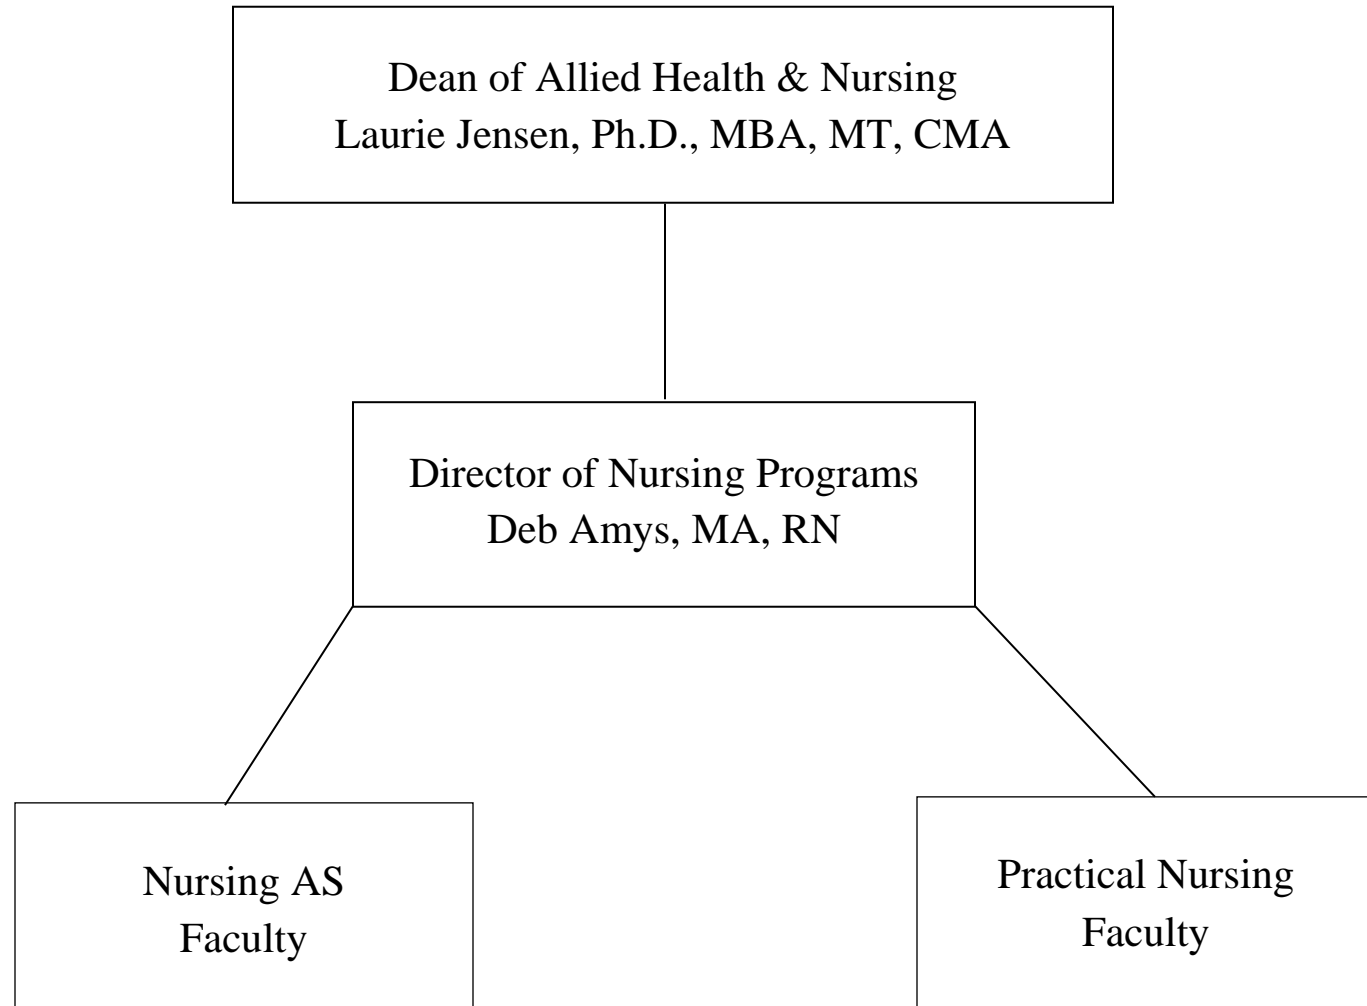 Dean of Allied Health & Nursing
Laurie Jensen, Ph.D., MBA, MT, CMA
Director of Nursing Programs
Deb Amys, MA, RN
Nursing AS
Faculty
Practical Nursing
Faculty